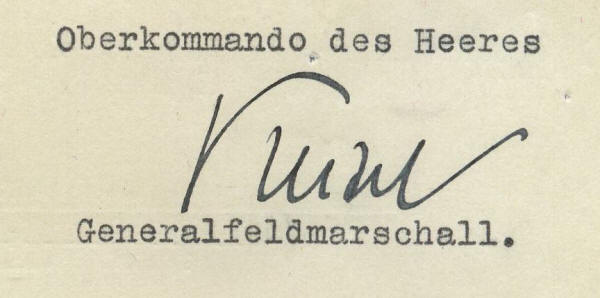 Oberkommando des Heeres
Generalfeldmarschall.